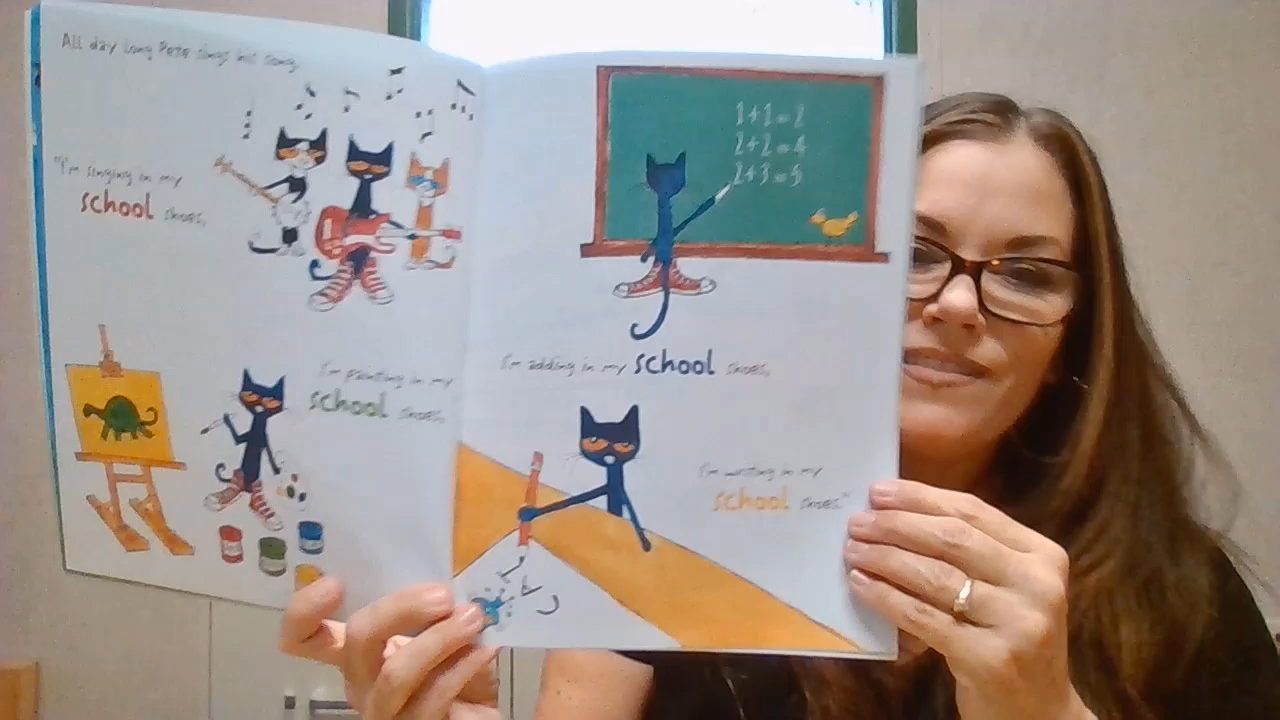 All day long Pete sings his song.
"I'm singing in my
school shoes.
I'm painting in my
school shoes.
1+1=2
2+2=4
2+3=5
I'm adding in my school shoes.
I'm writing in my
school shoes."